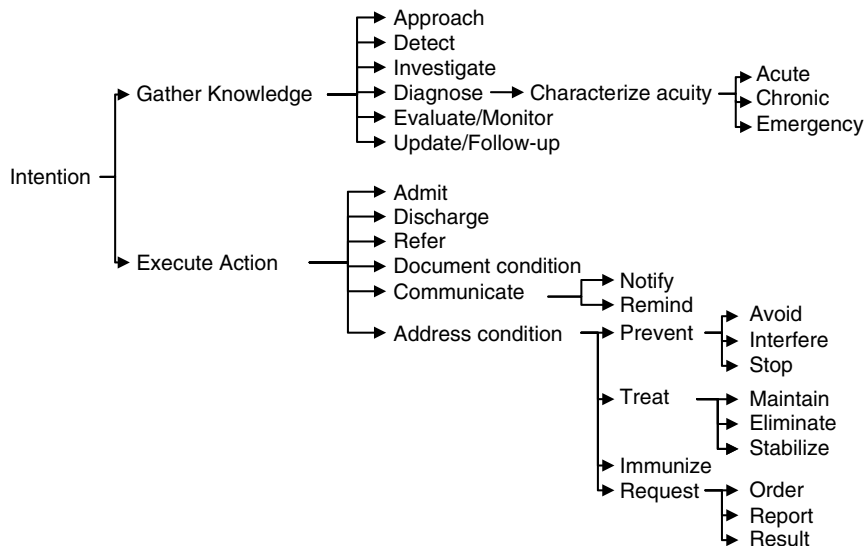 Approach
Detect
Investigate
Gather Knowledge
Diagnose
Characterize acuity
Acute
Chronic
Emergency
Evaluate/Monitor
Update/Follow-up
Intention
Execute Action
Admit
Discharge
Refer
Document condition
Communicate
Notify
Remind
Address condition
Prevent
Avoid
Interfere
Stop
Treat
Maintain
Eliminate
Stabilize
Immunize
Request
Order
Report
Result